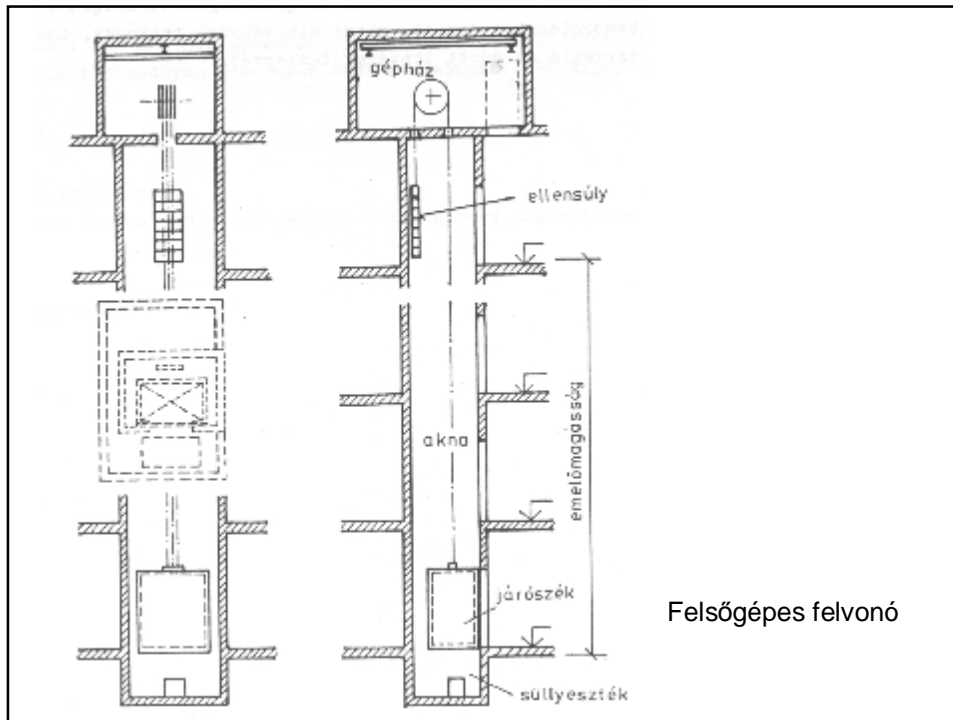 gépház
ellensúly
emelőmagasság
akna
járószék
Felsőgépes felvonó
süllyeszték